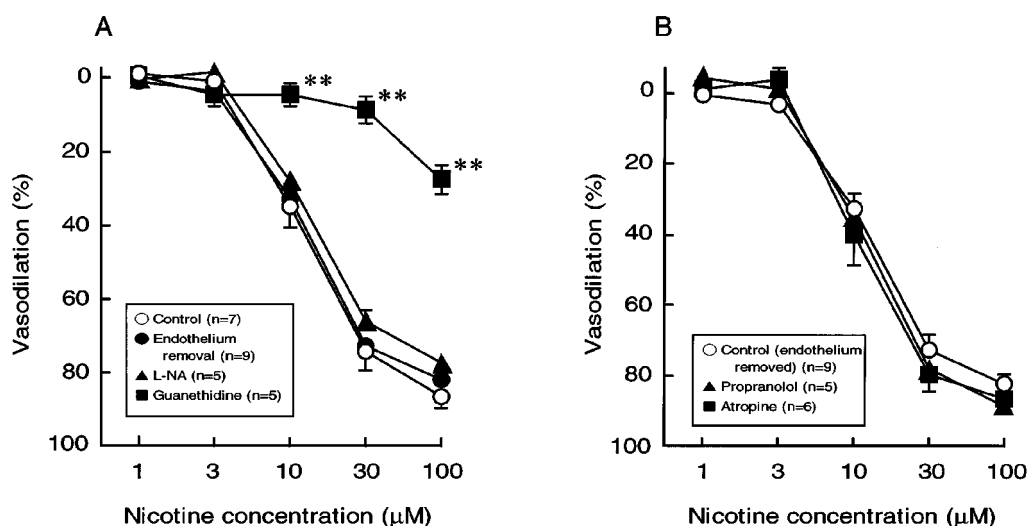 A
0
20
40
60
80
100
Vasodilation (%)
**
**
**
Control (n=7)
Endothelium
removal (n=9)
L-NA (n=5)
Guanethidine (n=5)
1 3 10 30 100
Nicotine concentration (μM)
B
0
20
40
60
80
100
Vasodilation (%)
Control (endothelium
removed) (n=9)
Propranolol (n=5)
Atropine (n=6)
1 3 10 30 100
Nicotine concentration (μM)